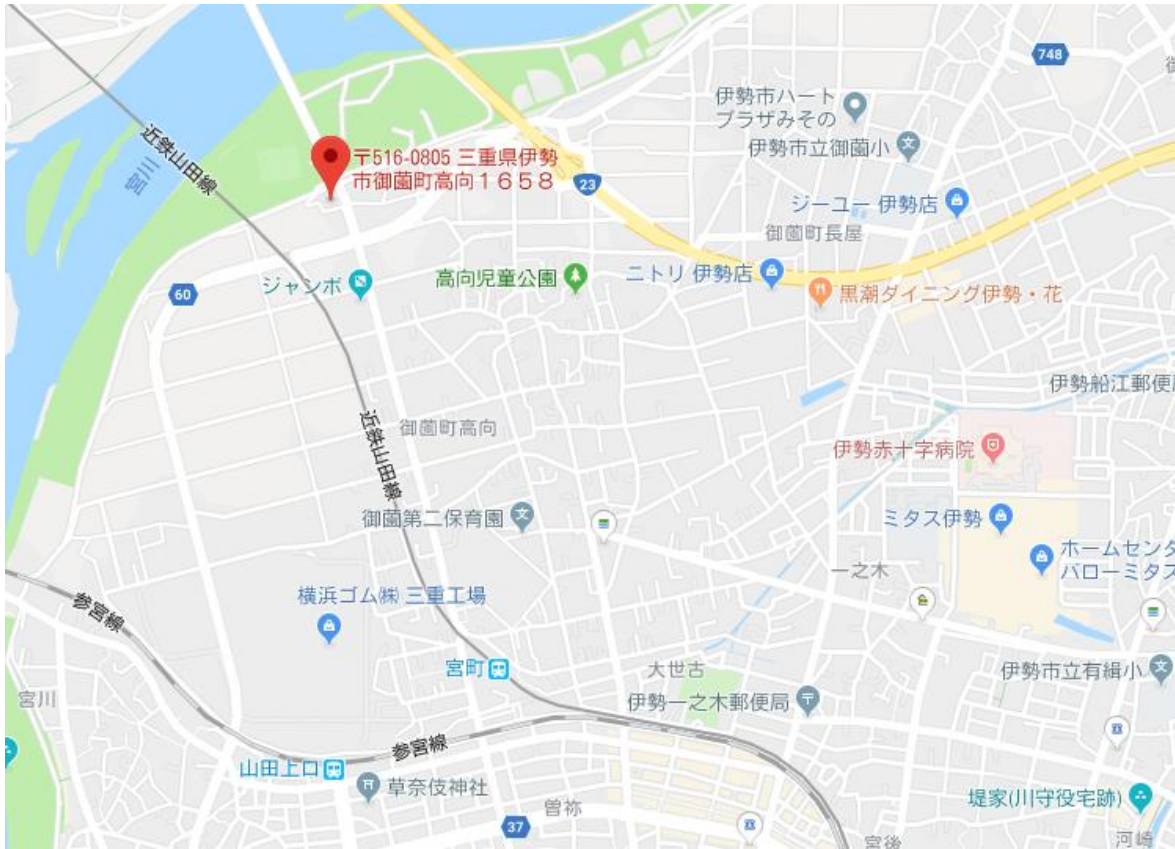 748
伊勢市ハート
プラザみその
近鉄山田線
宮川
〒516-0805 三重県伊勢
市御薗町高向1658
伊勢市立御薗小
23
ジーユー 伊勢店
御薗町長屋
60
ジャンボ
高向児童公園
ニトリ 伊勢店
黒潮ダイニング伊勢・花
伊勢船江郵便
近鉄山田線
御薗町高向
伊勢赤十字病院
御薗第二保育園
ミタス伊勢
ホームセンタ
バローミタス
一之木
参宮線
横浜ゴム㈱ 三重工場
宮町
大世古
伊勢市立有緝小
宮川
伊勢一之木郵便局
参宮線
山田上口
草奈伎神社
堤家(川守役宅跡)
曽祢
37
宮後
河崎